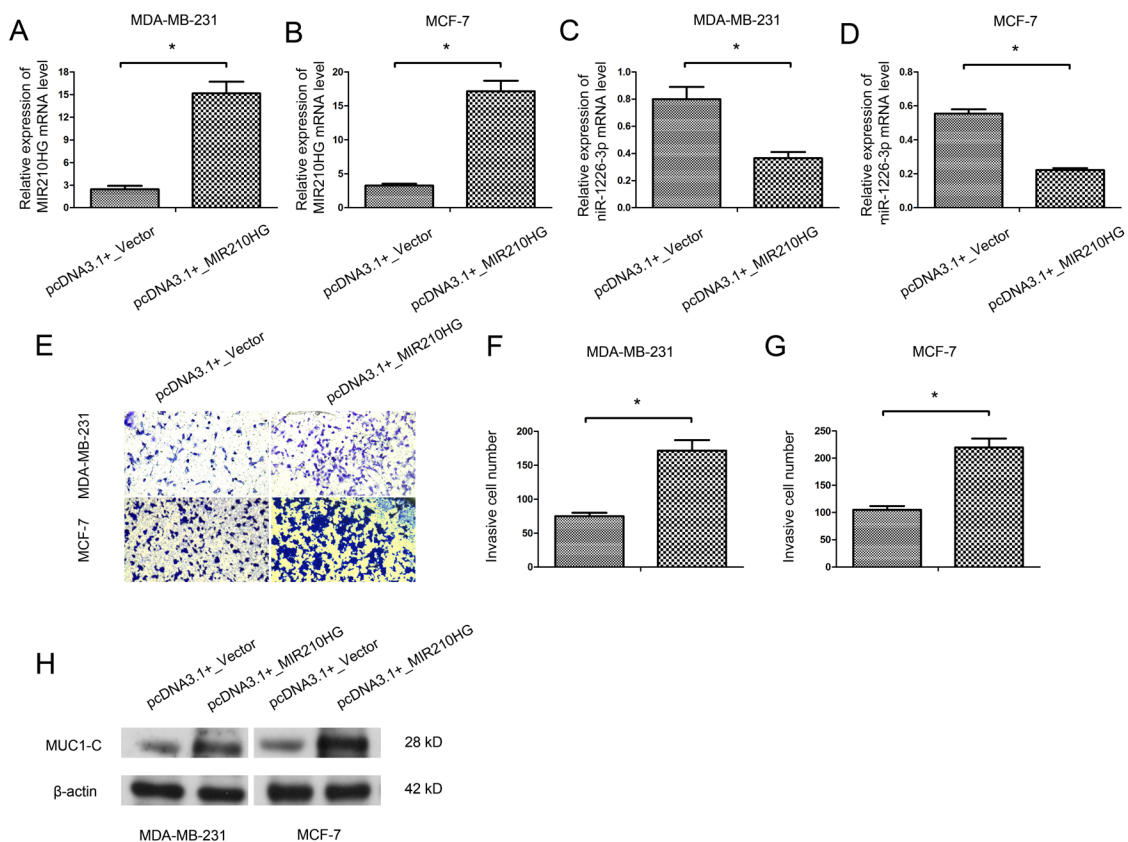 A
MDA-MB-231
*
Relative expression of
MIR210HG mRNA level
15
12
9
6
3
0
pcDNA3.1+_Vector
pcDNA3.1+_MIR210HG
B
MCF-7
*
Relative expression of
MIR210HG mRNA level
20
15
10
5
0
pcDNA3.1+_Vector
pcDNA3.1+_MIR210HG
C
MDA-MB-231
*
Relative expression of
niR-1226-3p mRNA level
1.0
0.8
0.6
0.4
0.2
0.0
pcDNA3.1+_Vector
pcDNA3.1+_MIR210HG
D
MCF-7
*
Relative expression of
miR-1226-3p mRNA level
0.8
0.6
0.4
0.2
0.0
pcDNA3.1+_Vector
pcDNA3.1+_MIR210HG
E
pcDNA3.1+_Vector
pcDNA3.1+_MIR210HG
MDA-MB-231
MCF-7
F
MDA-MB-231
*
Invasive cell number
200
150
100
50
0
G
MCF-7
*
Invasive cell number
250
200
150
100
50
0
H
pcDNA3.1+_Vector
pcDNA3.1+_MIR210HG
pcDNA3.1+_Vector
pcDNA3.1+_MIR210HG
MUC1-C
28 kD
β-actin
42 kD
MDA-MB-231
MCF-7